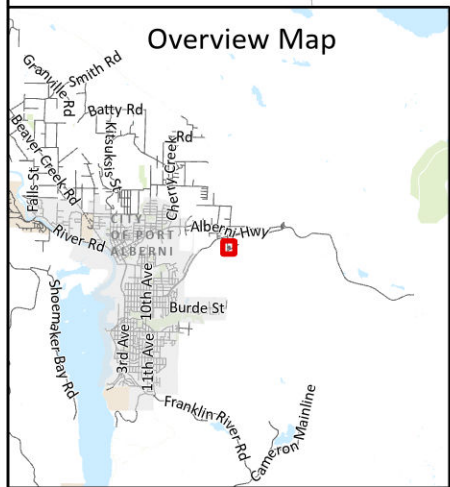 Overview Map
Granville Rd
Smith Rd
Batty Rd
Beaver Creek Rd
Kitsuksis St
Cherry Creek Rd
Falls St
River Rd
CITY
OF PORT
ALBERNI
Alberni Hwy
10th Ave
Burde St
Shoemaker Bay Rd
3rd Ave
11th Ave
Franklin River Rd
Cameron Mainline